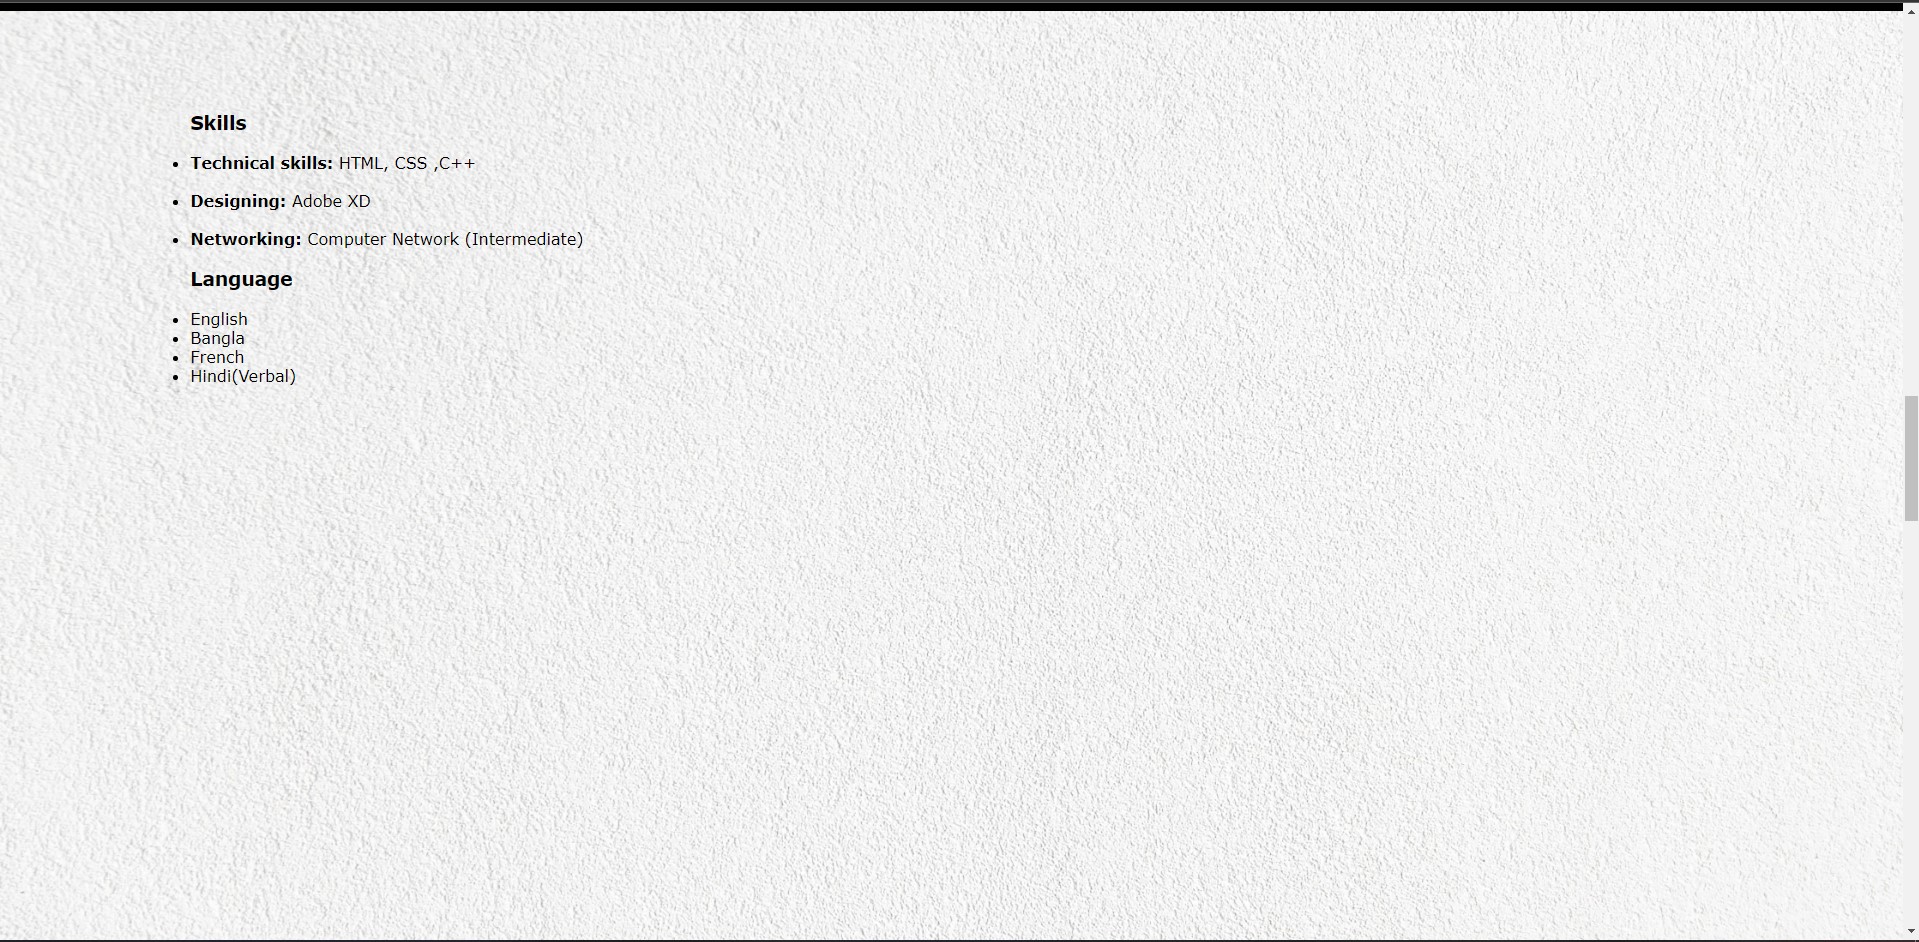 Skills
Technical skills: HTML, CSS ,C++
Designing: Adobe XD
Networking: Computer Network (Intermediate)
Language
English
Bangla
French
Hindi(Verbal)